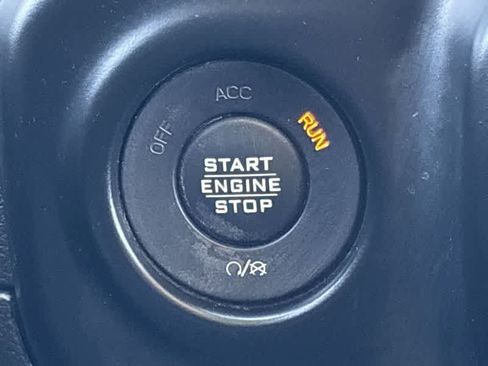 ACC
OFF
RUN
START
ENGINE
STOP